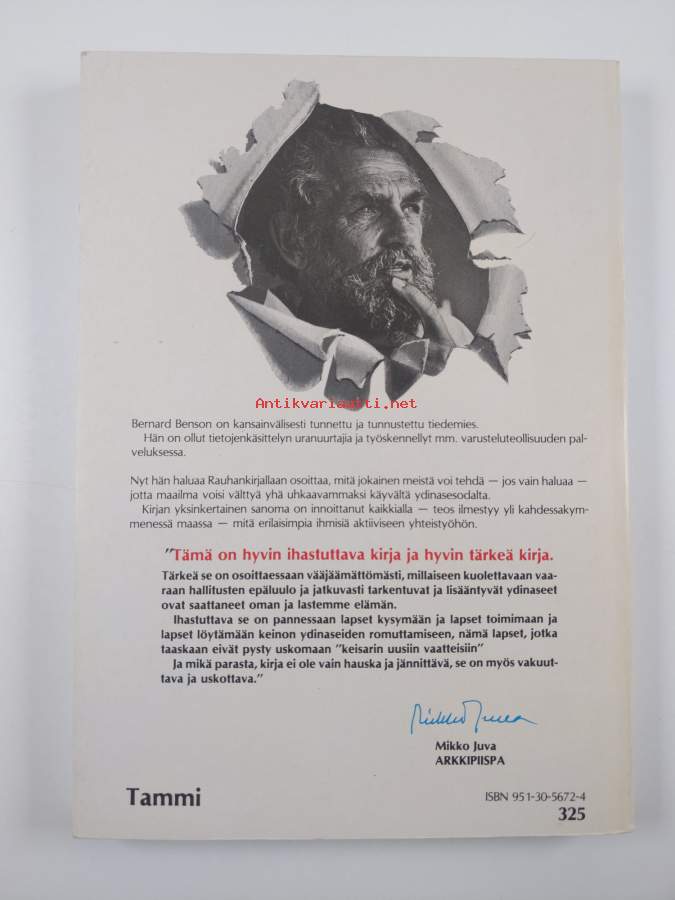 Antikvariaatti.net
Bernard Benson on kansainvälisesti tunnettu ja tunnustettu tiedemies.
Hän on ollut tietojenkäsittelyn uranuurtajia ja työskennellyt mm. varusteluteollisuuden pal-
veluksessa.
Nyt hän haluaa Rauhankirjallaan osoittaa, mitä jokainen meistä voi tehdä — jos vain haluaa —
jotta maailma voisi välttyä yhä uhkaavammaksi käyvältä ydinasesodalta.
Kirjan yksinkertainen sanoma on innoittanut kaikkialla — teos ilmestyy yli kahdessakym-
menessä maassa — mitä erilaisimpia ihmisiä aktiiviseen yhteistyöhön.
"Tämä on hyvin ihastuttava kirja ja hyvin tärkeä kirja.
Tärkeä se on osoittaessaan vääjäämättömästi, millaiseen kuolettavaan vaa-
raan hallitusten epäluulo ja jatkuvasti tarkentuvat ja lisääntyvät ydinaseet
ovat saattaneet oman ja lastemme elämän.
Ihastuttava se on pannessaan lapset kysymään ja lapset toimimaan ja
lapset löytämään keinon ydinaseiden romuttamiseen, nämä lapset, jotka
taaskaan eivät pysty uskomaan "keisarin uusiin vaatteisiin"
Ja mikä parasta, kirja ei ole vain hauska ja jännittävä, se on myös vakuut-
tava ja uskottava."
Mikko Juva
Mikko Juva
ARKKIPIISPA
Tammi
ISBN 951-30-5672-4
325